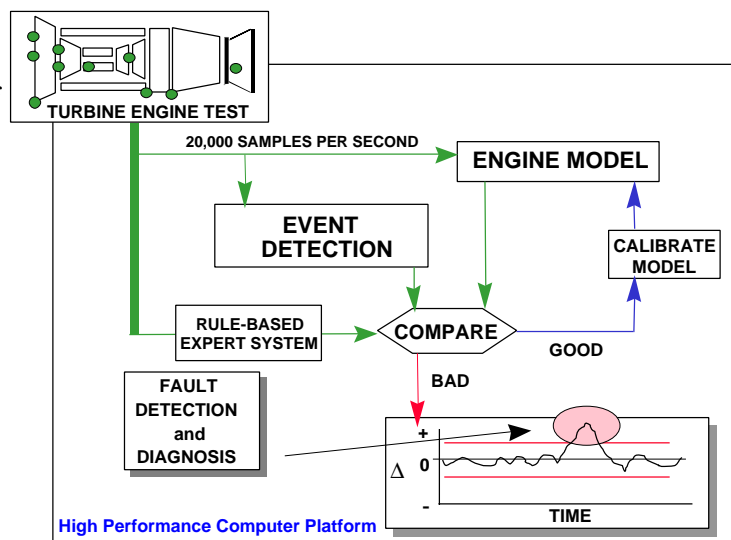 TURBINE ENGINE TEST
20,000 SAMPLES PER SECOND
ENGINE MODEL
EVENT
DETECTION
CALIBRATE
MODEL
RULE-BASED
EXPERT SYSTEM
COMPARE
GOOD
BAD
FAULT
DETECTION
and
DIAGNOSIS
+
Δ 0
-
TIME
High Performance Computer Platform